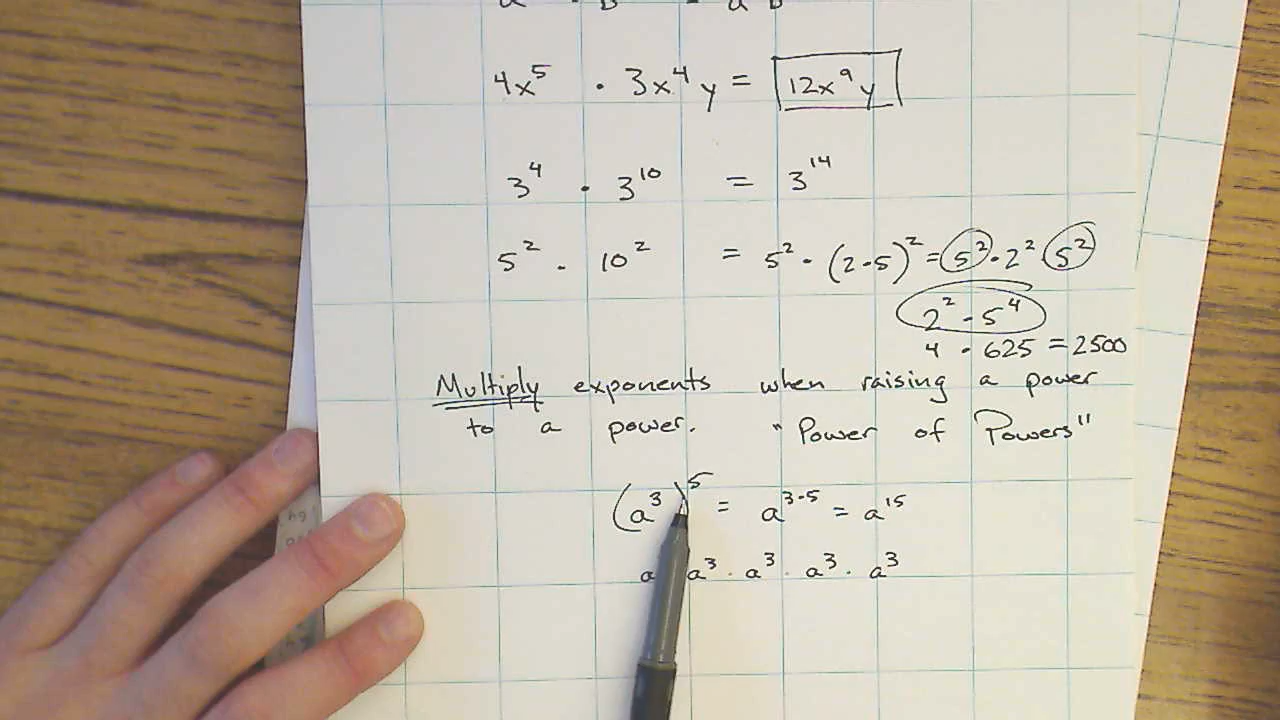 4x⁵ · 3x⁴y = 12x⁹y
3⁴ · 3¹⁰ = 3¹⁴
5² · 10² = 5² · (2·5)² = 5² · 2² 5²
2² · 5⁴
4 · 625 = 2500
Multiply exponents when raising a power
to a power. "Power of Powers"
(a³)⁵ = a³·⁵ = a¹⁵
a a³ · a³ · a³ · a³